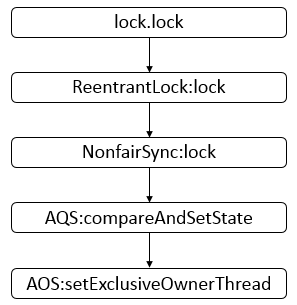 lock.lock
ReentrantLock:lock
NonfairSync:lock
AQS:compareAndSetState
AOS:setExclusiveOwnerThread